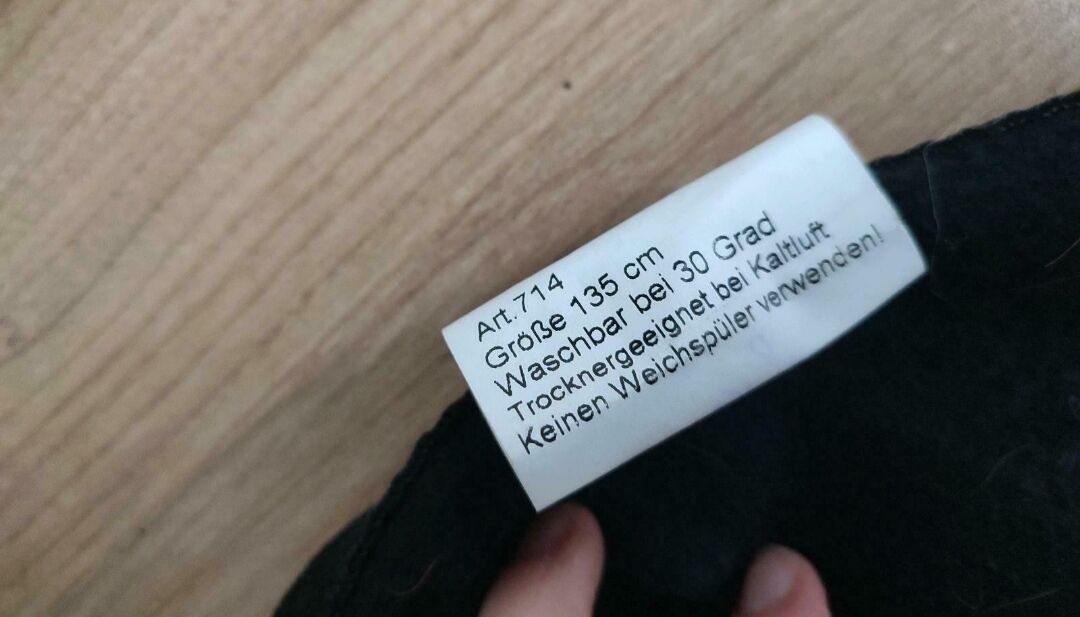 Art.714
Größe 135 cm
Waschbar bei 30 Grad
Trocknergeeignet bei Kaltluft
Keinen Weichspüler verwenden!